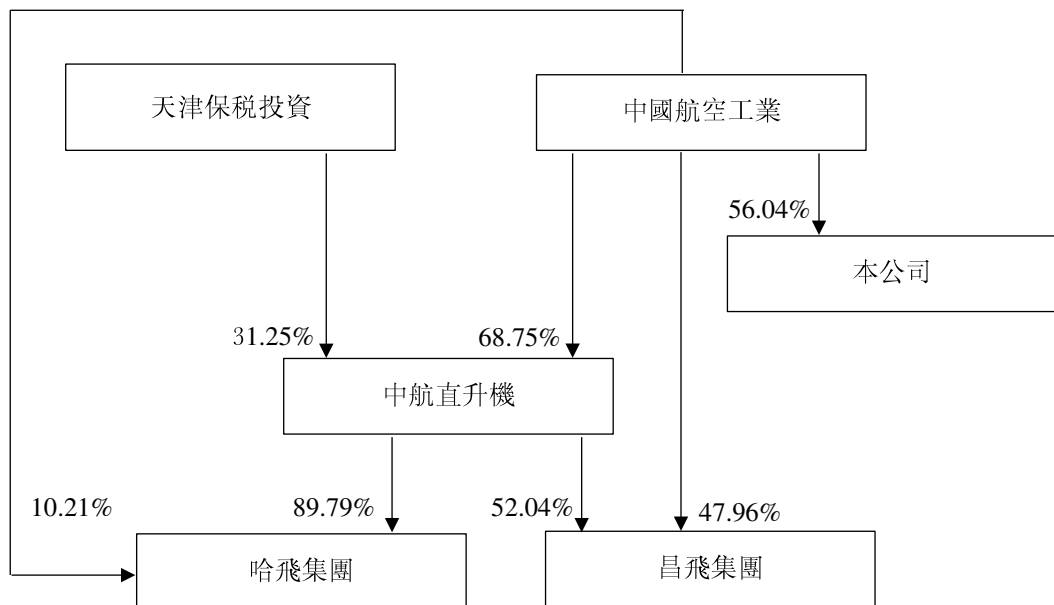 天津保税投資
中國航空工業
56.04%
本公司
31.25%
68.75%
中航直升機
10.21%
89.79%
52.04%
47.96%
哈飛集團
昌飛集團